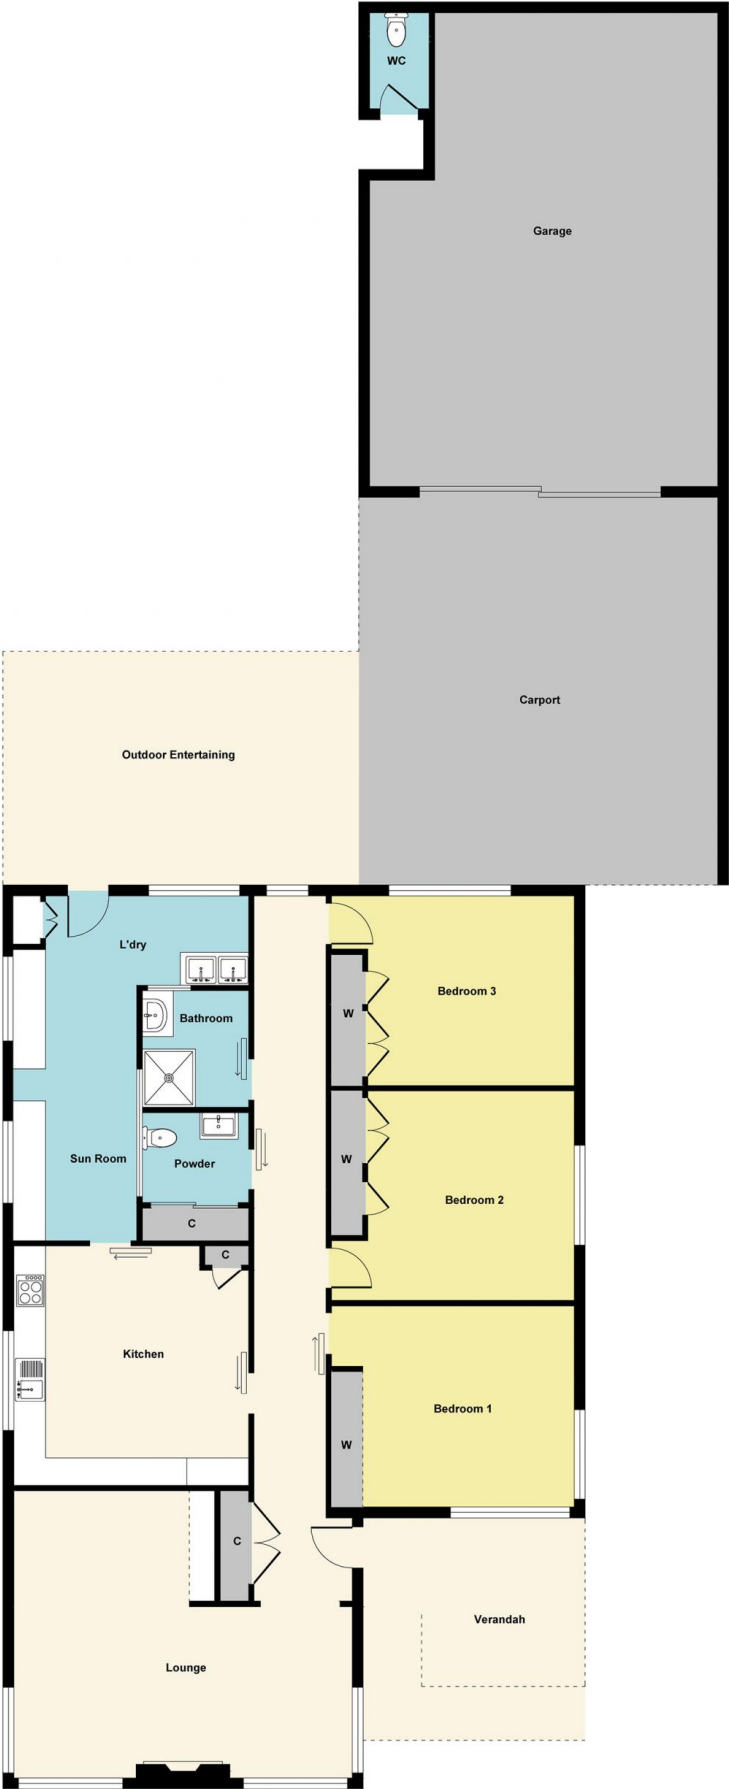 WC
Garage
Carport
Outdoor Entertaining
L'dry
Bedroom 3
W
Bathroom
Sun Room
Powder
W
Bedroom 2
C
C
Kitchen
Bedroom 1
W
C
Verandah
Lounge